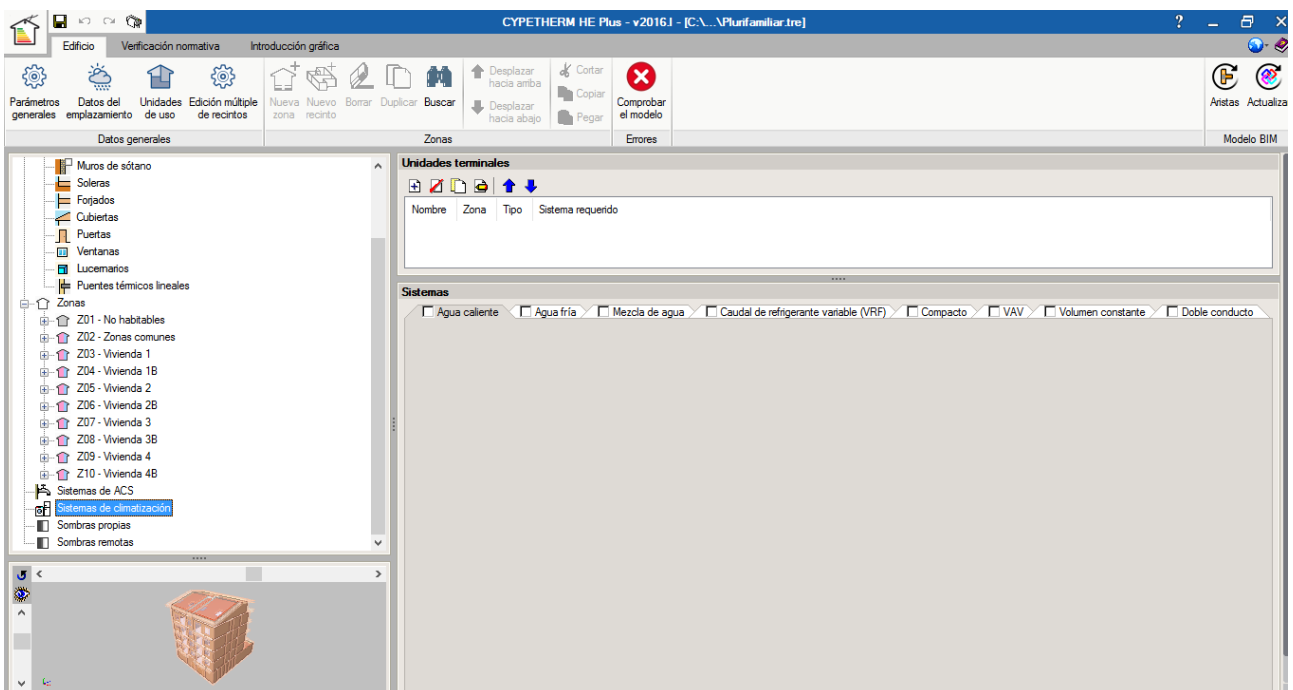 CYPETHERM HE Plus - v2016.I - [C:\...\Plurifamiliar.tre]
?
Edificio Verificación normativa Introducción gráfica
Parámetros generales
Datos del emplazamiento
Unidades de uso
Edición múltiple de recintos
Datos generales
Nueva zona
Nuevo recinto
Borrar
Duplicar
Buscar
Desplazar hacia arriba
Desplazar hacia abajo
Cortar
Copiar
Pegar
Zonas
Comprobar el modelo
Errores
Aristas
Actualiza
Modelo BIM
Muros de sótano
Soleras
Forjados
Cubiertas
Puertas
Ventanas
Lucernarios
Puentes térmicos lineales
Zonas
Z01 - No habitables
Z02 - Zonas comunes
Z03 - Vivienda 1
Z04 - Vivienda 1B
Z05 - Vivienda 2
Z06 - Vivienda 2B
Z07 - Vivienda 3
Z08 - Vivienda 3B
Z09 - Vivienda 4
Z10 - Vivienda 4B
Sistemas de ACS
Sistemas de climatización
Sombras propias
Sombras remotas
Unidades terminales
Nombre Zona Tipo Sistema requerido
Sistemas
Agua caliente Agua fría Mezcla de agua Caudal de refrigerante variable (VRF) Compacto VAV Volumen constante Doble conducto